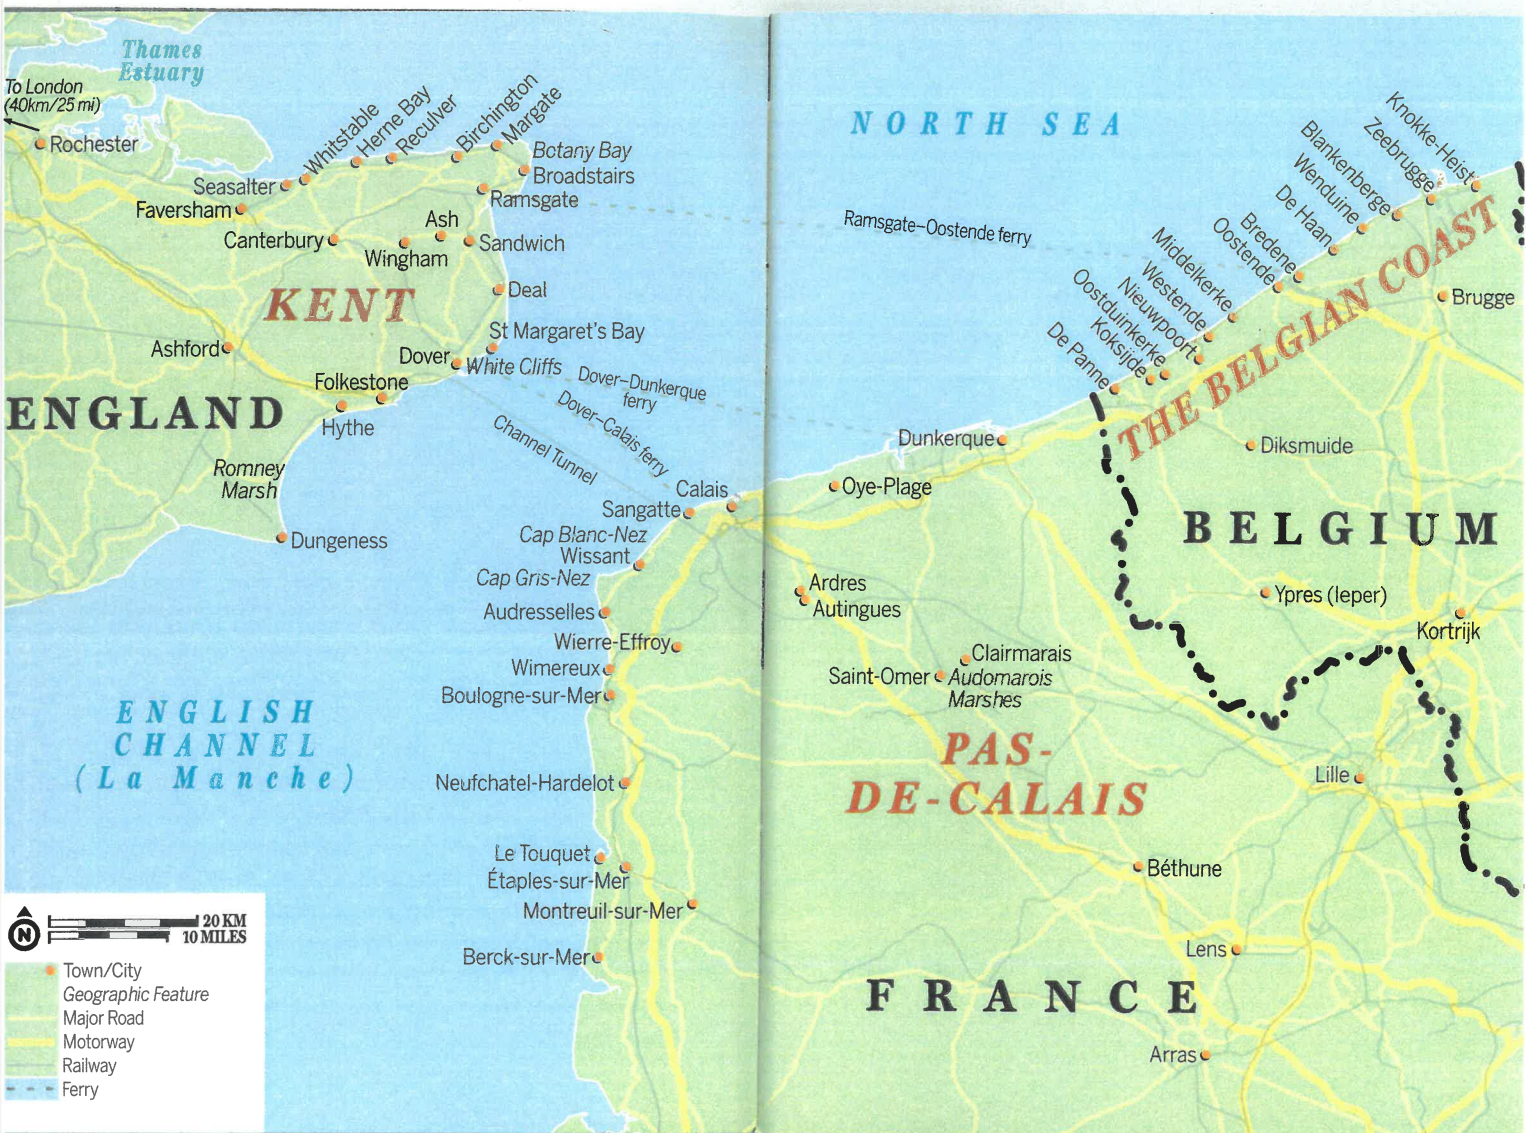 Thames
Estuary
To London
(40km/25 mi)
Rochester
Whitstable
Herne Bay
Reculver
Birchington
Margate
Botany Bay
Broadstairs
Ramsgate
Seasalter
Faversham
Canterbury
Ash
Wingham
Sandwich
KENT
Deal
St Margaret's Bay
Ashford
Dover
White Cliffs
Folkestone
Hythe
ENGLAND
Romney
Marsh
Dungeness
Dover–Dunkerque
ferry
Dover–Calais ferry
Channel Tunnel
Ramsgate–Oostende ferry
NORTH SEA
Knokke-Heist
Zeebrugge
Blankenberge
Wenduine
De Haan
Bredene
Oostende
Middelkerke
Westende
Nieuwpoort
Oostduinkerke
Koksijde
De Panne
THE BELGIAN COAST
Brugge
Diksmuide
BELGIUM
Ypres (Ieper)
Kortrijk
Dunkerque
Oye-Plage
Calais
Sangatte
Cap Blanc-Nez
Wissant
Cap Gris-Nez
Audresselles
Wierre-Effroy
Wimereux
Boulogne-sur-Mer
Neufchatel-Hardelot
Le Touquet
Étaples-sur-Mer
Montreuil-sur-Mer
Berck-sur-Mer
Ardres
Autingues
Clairmarais
Saint-Omer
Audomarois
Marshes
PAS-
DE-CALAIS
Lille
Béthune
Lens
FRANCE
Arras
ENGLISH
CHANNEL
(La Manche)
N
20 KM
10 MILES
Town/City
Geographic Feature
Major Road
Motorway
Railway
Ferry